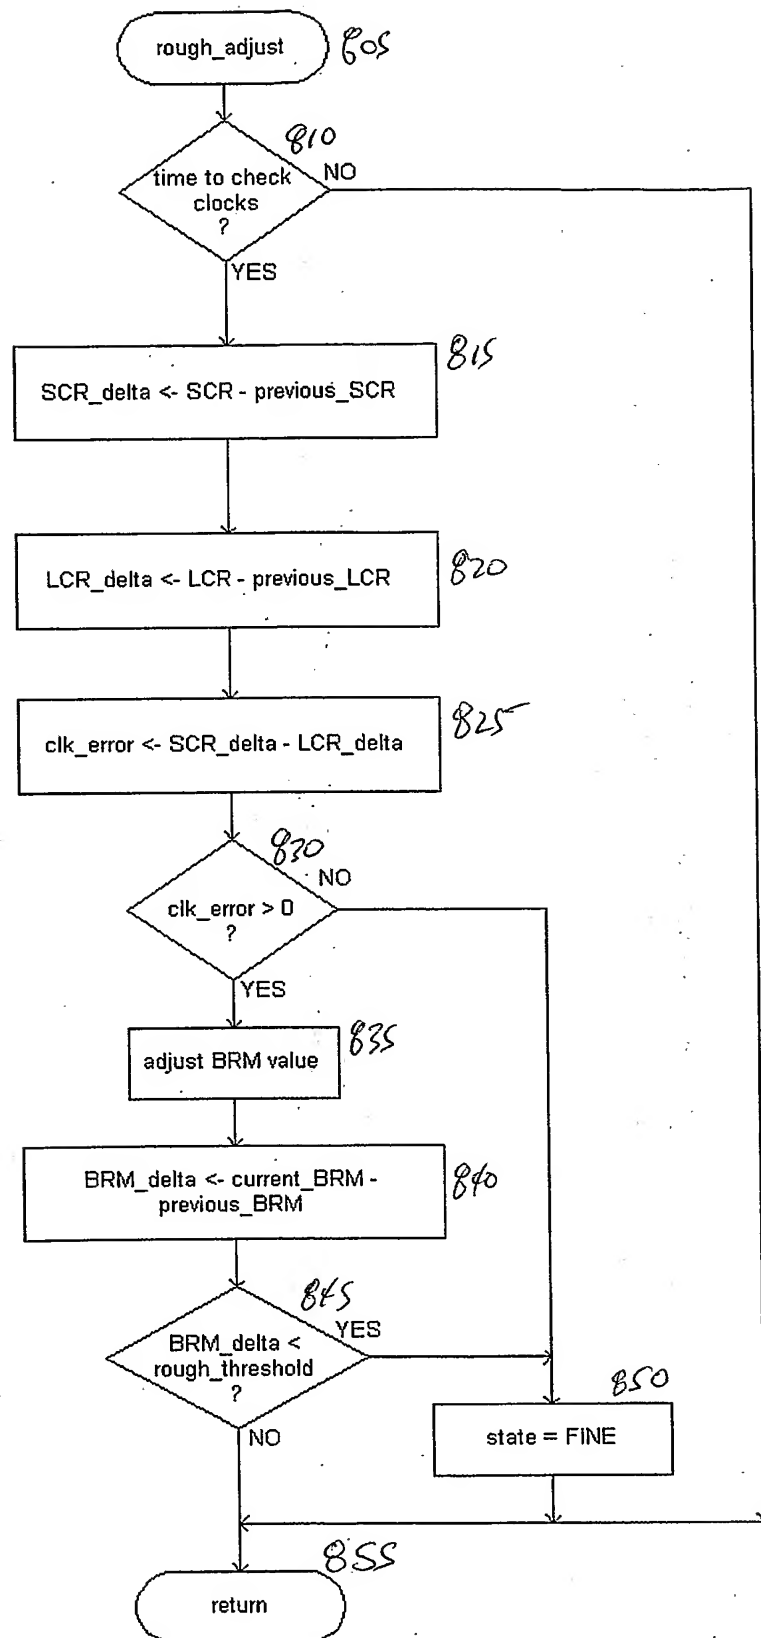 rough_adjust
805
810
time to check
clocks
?
NO
YES
815
SCR_delta <- SCR - previous_SCR
820
LCR_delta <- LCR - previous_LCR
825
clk_error <- SCR_delta - LCR_delta
830
NO
clk_error > 0
?
YES
835
adjust BRM value
840
BRM_delta <- current_BRM -
previous_BRM
845
YES
BRM_delta <
rough_threshold
?
NO
850
state = FINE
855
return